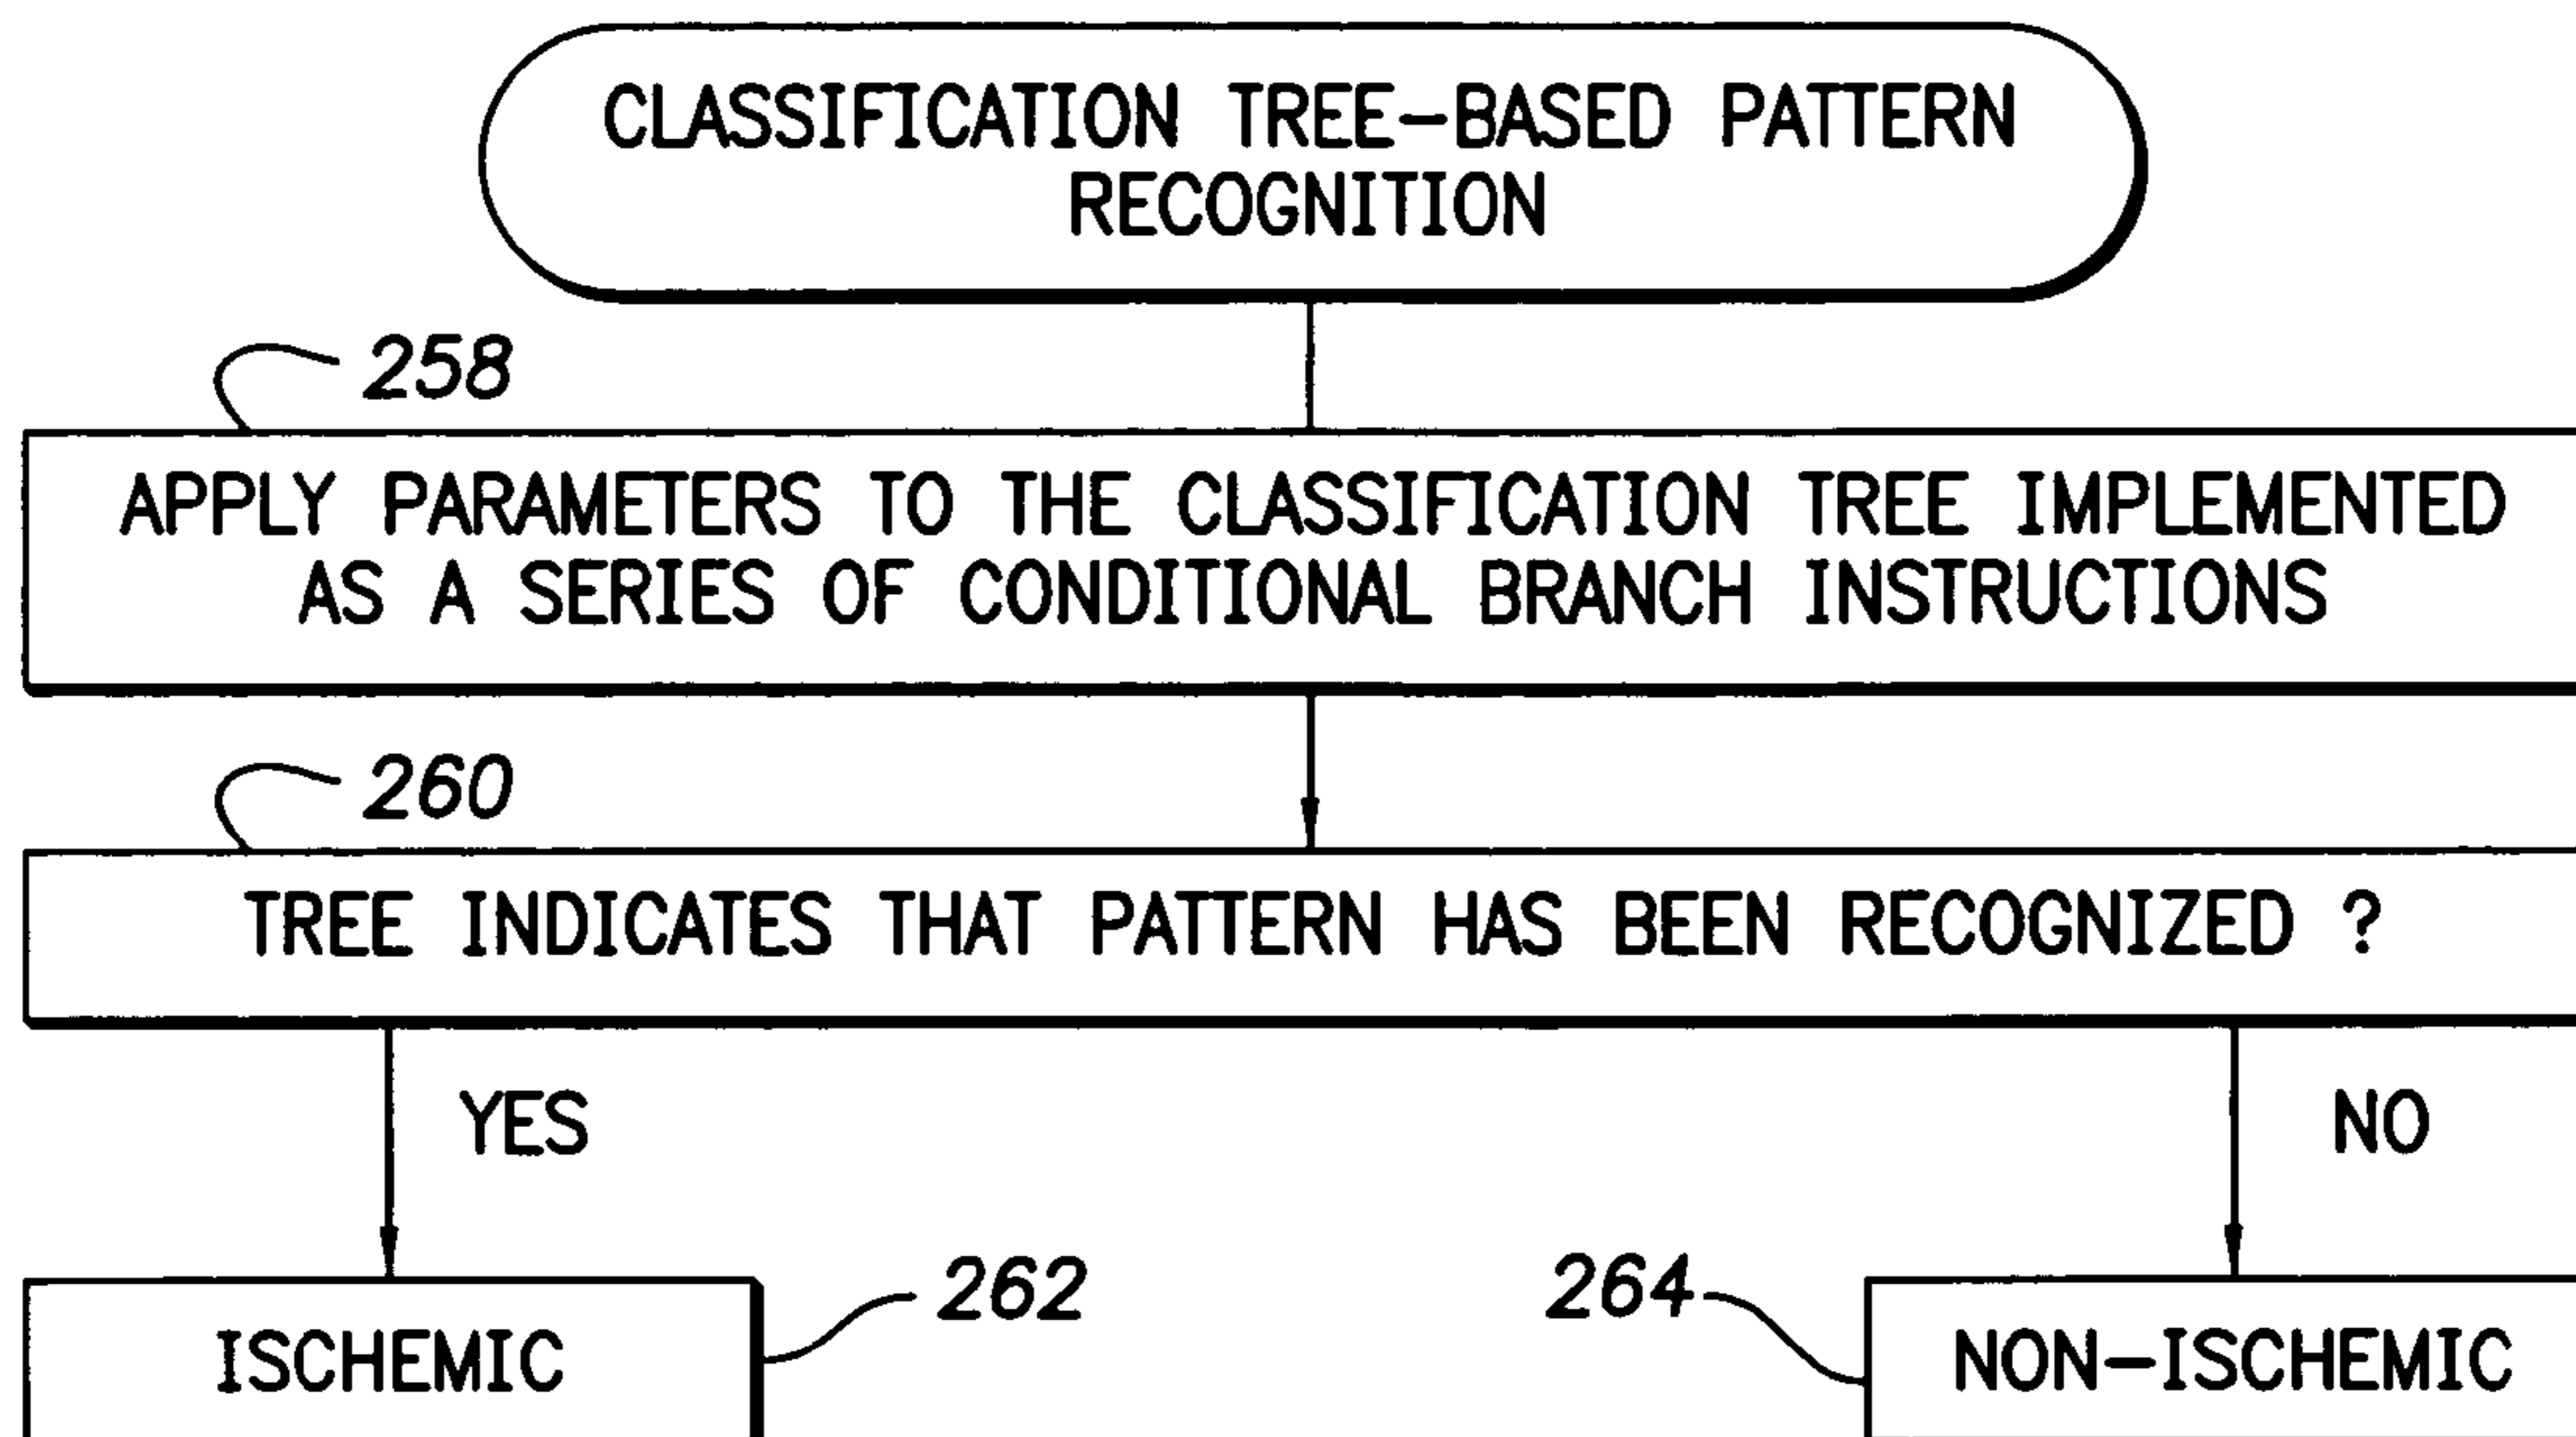 CLASSIFICATION TREE-BASED PATTERN
RECOGNITION
258
APPLY PARAMETERS TO THE CLASSIFICATION TREE IMPLEMENTED
AS A SERIES OF CONDITIONAL BRANCH INSTRUCTIONS
260
TREE INDICATES THAT PATTERN HAS BEEN RECOGNIZED ?
YES
NO
ISCHEMIC
262
264
NON-ISCHEMIC